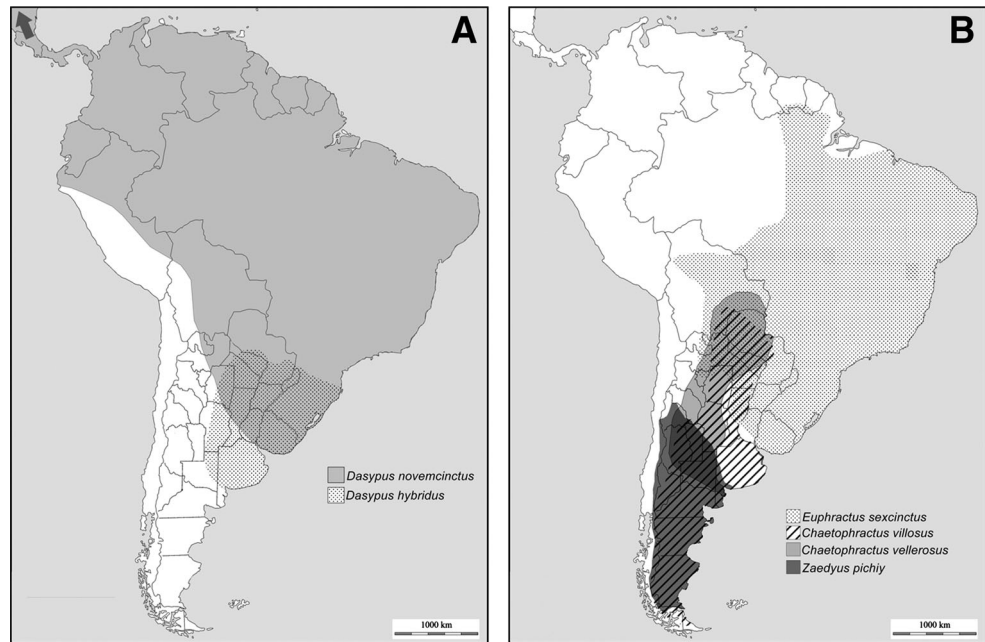 A
Dasypus novemcinctus
Dasypus hybridus
1000 km
B
Euphractus sexcinctus
Chaetophractus villosus
Chaetophractus vellerosus
Zaedyus pichiy
1000 km